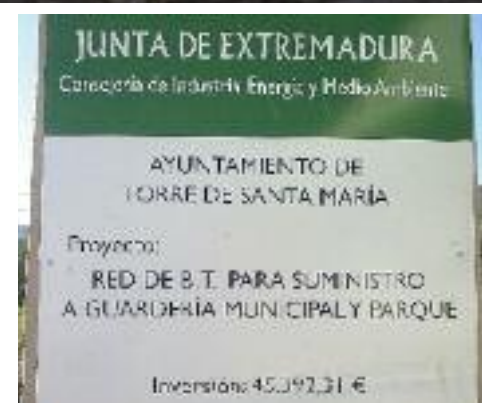 JUNTA DE EXTREMADURA
Consejería de Industria Energía y Medio Ambiente
AYUNTAMIENTO DE
TORRE DE SANTA MARÍA
Proyecto:
RED DE B.T. PARA SUMINISTRO
A GUARDERÍA MUNICIPAL Y PARQUE
Inversión: 45.392,31 €